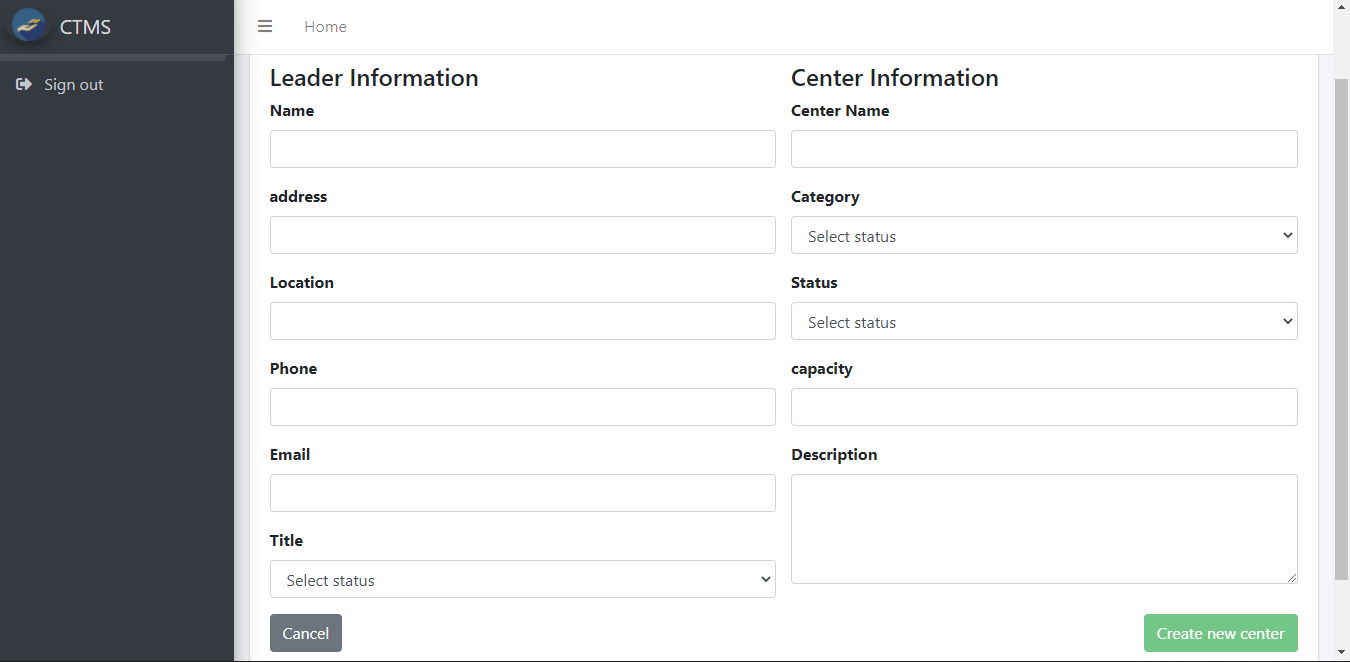 CTMS
Home
Sign out
Leader Information
Name
address
Location
Phone
Email
Title
Select status
Cancel
Center Information
Center Name
Category
Select status
Status
Select status
capacity
Description
Create new center